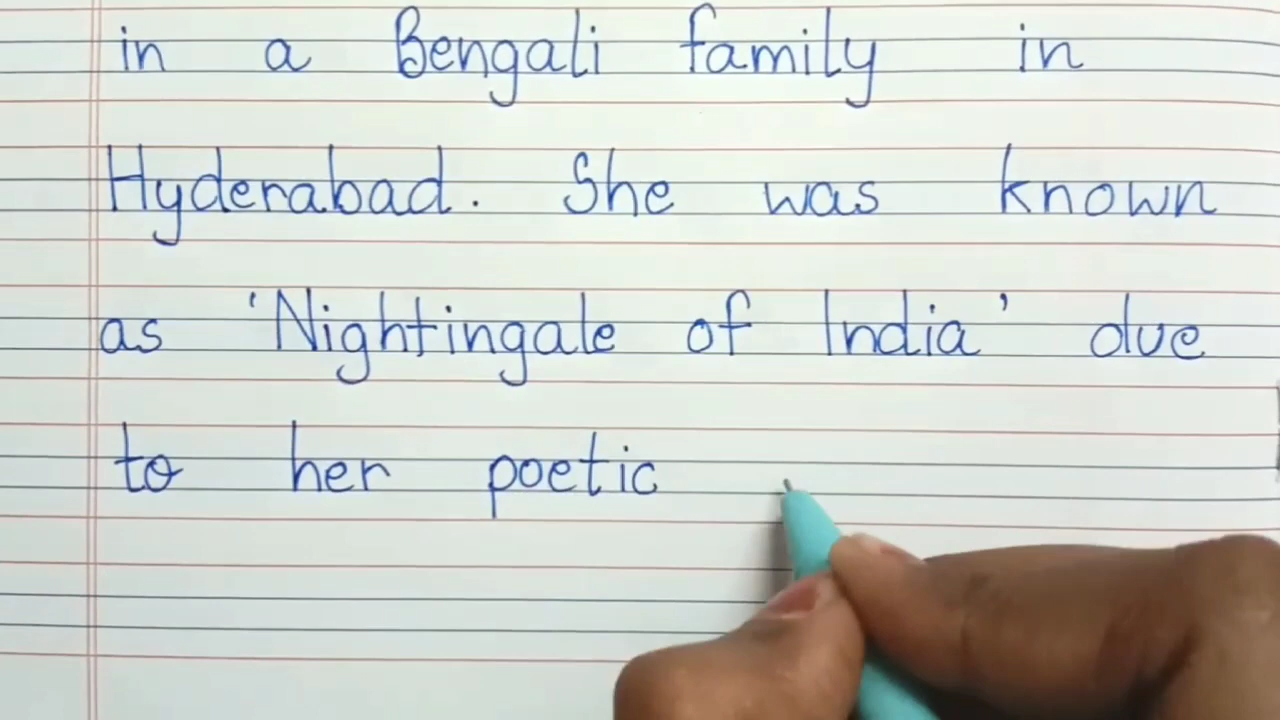 in a Bengali family in
Hyderabad. She was known
as 'Nightingale of India' due
to her poetic